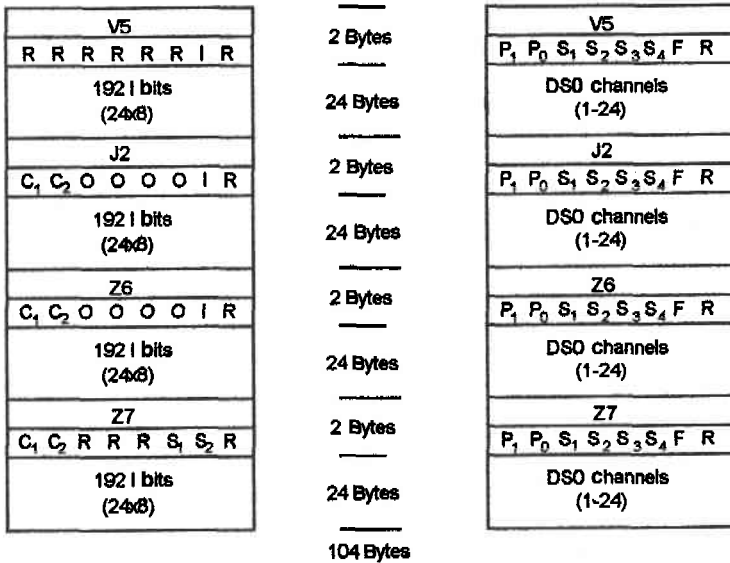 V5
R R R R R R I R
192 I bits
(24x8)
J2
C₁ C₂ O O O O I R
192 I bits
(24x8)
Z6
C₁ C₂ O O O O I R
192 I bits
(24x8)
Z7
C₁ C₂ R R R S₁ S₂ R
192 I bits
(24x8)
2 Bytes
24 Bytes
2 Bytes
24 Bytes
2 Bytes
24 Bytes
2 Bytes
24 Bytes
104 Bytes
V5
P₁ P₀ S₁ S₂ S₃ S₄ F R
DS0 channels
(1-24)
J2
P₁ P₀ S₁ S₂ S₃ S₄ F R
DS0 channels
(1-24)
Z6
P₁ P₀ S₁ S₂ S₃ S₄ F R
DS0 channels
(1-24)
Z7
P₁ P₀ S₁ S₂ S₃ S₄ F R
DS0 channels
(1-24)